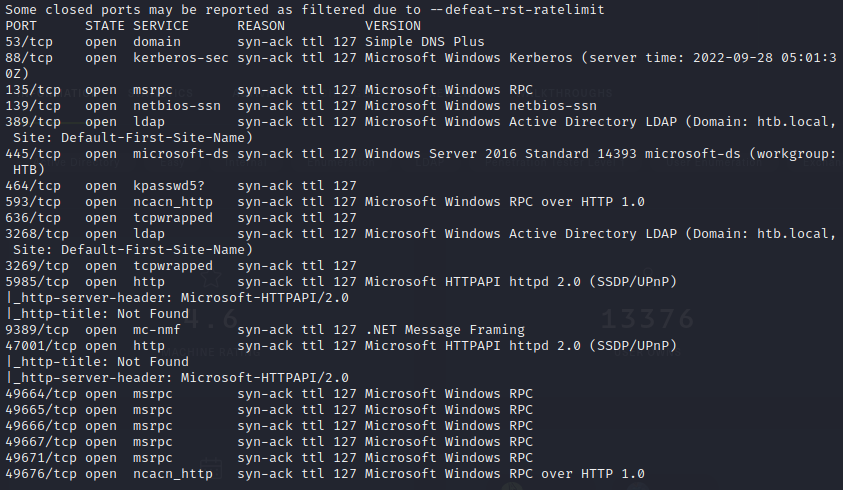 Some closed ports may be reported as filtered due to --defeat-rst-ratelimit
PORT      STATE SERVICE      REASON          VERSION
53/tcp    open  domain       syn-ack ttl 127 Simple DNS Plus
88/tcp    open  kerberos-sec syn-ack ttl 127 Microsoft Windows Kerberos (server time: 2022-09-28 05:01:3
0Z)
135/tcp   open  msrpc        syn-ack ttl 127 Microsoft Windows RPC
139/tcp   open  netbios-ssn  syn-ack ttl 127 Microsoft Windows netbios-ssn
389/tcp   open  ldap         syn-ack ttl 127 Microsoft Windows Active Directory LDAP (Domain: htb.local,
 Site: Default-First-Site-Name)
445/tcp   open  microsoft-ds syn-ack ttl 127 Windows Server 2016 Standard 14393 microsoft-ds (workgroup:
 HTB)
464/tcp   open  kpasswd5?    syn-ack ttl 127
593/tcp   open  ncacn_http   syn-ack ttl 127 Microsoft Windows RPC over HTTP 1.0
636/tcp   open  tcpwrapped   syn-ack ttl 127
3268/tcp  open  ldap         syn-ack ttl 127 Microsoft Windows Active Directory LDAP (Domain: htb.local,
 Site: Default-First-Site-Name)
3269/tcp  open  tcpwrapped   syn-ack ttl 127
5985/tcp  open  http         syn-ack ttl 127 Microsoft HTTPAPI httpd 2.0 (SSDP/UPnP)
|_http-server-header: Microsoft-HTTPAPI/2.0
|_http-title: Not Found
4.6
13376
9389/tcp  open  mc-nmf       syn-ack ttl 127 .NET Message Framing
47001/tcp open  http         syn-ack ttl 127 Microsoft HTTPAPI httpd 2.0 (SSDP/UPnP)
|_http-title: Not Found
|_http-server-header: Microsoft-HTTPAPI/2.0
49664/tcp open  msrpc        syn-ack ttl 127 Microsoft Windows RPC
49665/tcp open  msrpc        syn-ack ttl 127 Microsoft Windows RPC
49666/tcp open  msrpc        syn-ack ttl 127 Microsoft Windows RPC
49667/tcp open  msrpc        syn-ack ttl 127 Microsoft Windows RPC
49671/tcp open  msrpc        syn-ack ttl 127 Microsoft Windows RPC
49676/tcp open  ncacn_http   syn-ack ttl 127 Microsoft Windows RPC over HTTP 1.0